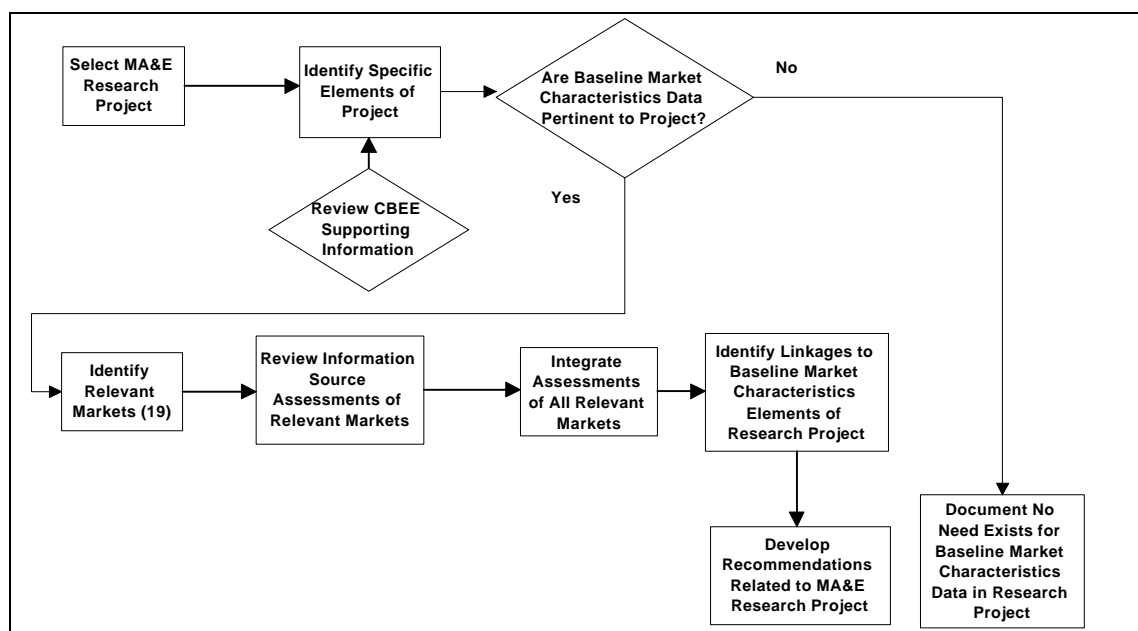 Select MA&E
Research
Project
Identify Specific
Elements of
Project
Are Baseline Market
Characteristics Data
Pertinent to Project?
No
Yes
Review CBEE
Supporting
Information
Identify
Relevant
Markets (19)
Review Information
Source
Assessments of
Relevant Markets
Integrate
Assessments
of All Relevant
Markets
Identify Linkages to
Baseline Market
Characteristics
Elements of
Research Project
Develop
Recommendations
Related to MA&E
Research Project
Document No
Need Exists for
Baseline Market
Characteristics
Data in Research
Project